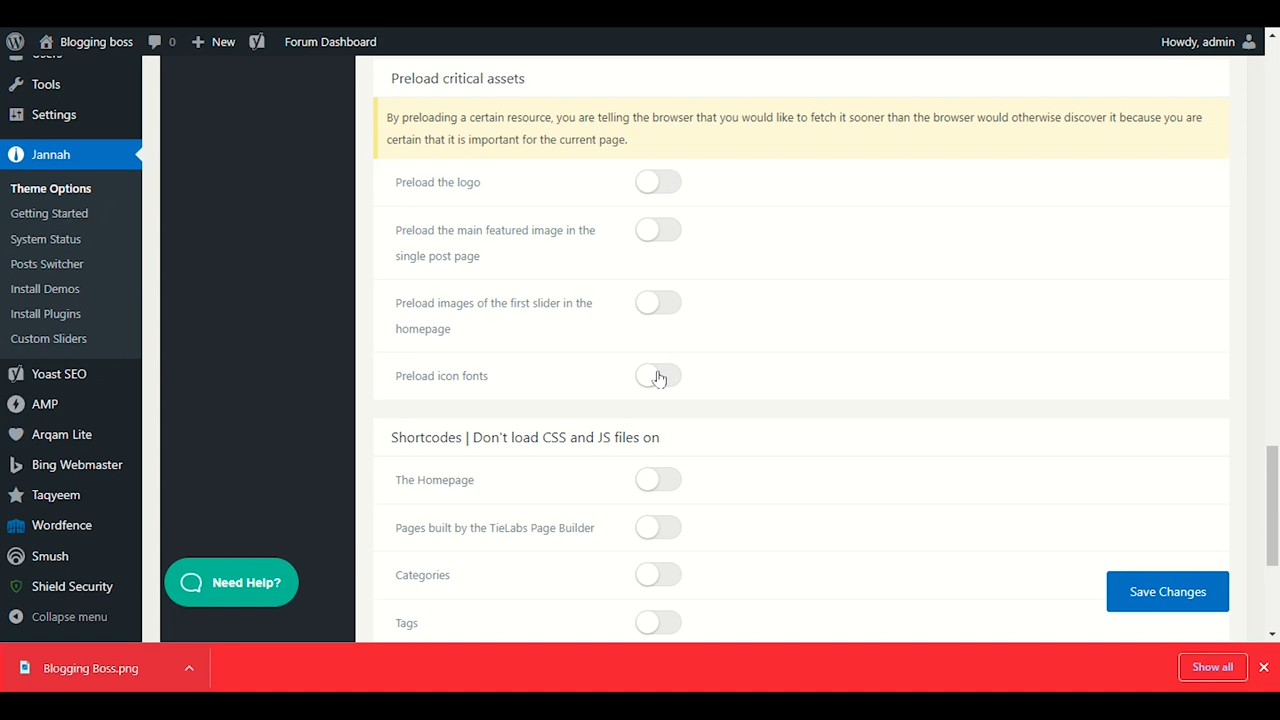 Blogging boss
0
New
Forum Dashboard
Howdy, admin
Users
Tools
Settings
Jannah
Theme Options
Getting Started
System Status
Posts Switcher
Install Demos
Install Plugins
Custom Sliders
Yoast SEO
AMP
Arqam Lite
Bing Webmaster
Taqyeem
Wordfence
Smush
Shield Security
Collapse menu
Need Help?
Preload critical assets
By preloading a certain resource, you are telling the browser that you would like to fetch it sooner than the browser would otherwise discover it because you are
certain that it is important for the current page.
Preload the logo
Preload the main featured image in the
single post page
Preload images of the first slider in the
homepage
Preload icon fonts
Shortcodes | Don't load CSS and JS files on
The Homepage
Pages built by the TieLabs Page Builder
Categories
Tags
Save Changes
Blogging Boss.png
Show all